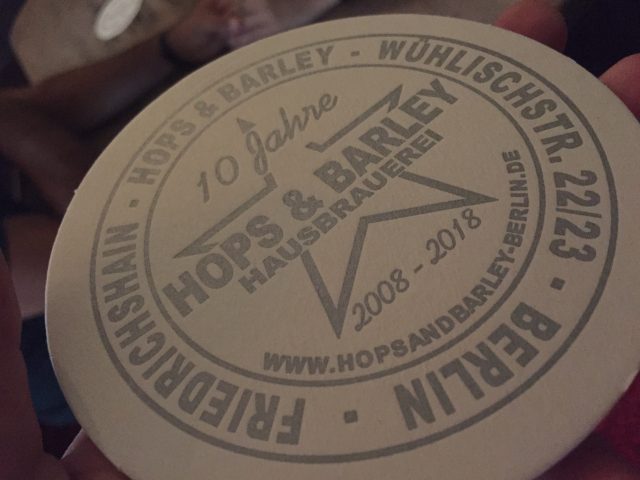 HOPS & BARLEY - WÜHLISCHSTR. 22/23 - BERLIN - FRIEDRICHSHAIN -
10 Jahre
HOPS & BARLEY
HAUSBRAUEREI
2008 - 2018
WWW.HOPSANDBARLEY-BERLIN.DE